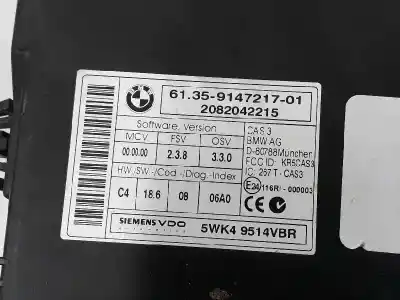 BMW
61.35-9147217-01
2082042215
Software, Version
MCV FSV OSV
00.00.00 2.3.8 3.3.0
HW-/SW-/Cod-/Diag.-Index
C4 18.6 08 06A0
CAS 3
BMW AG
D-80788München
FCC ID: KR5CAS3
IC: 267 T - CAS3
E24 116R/-000003
SIEMENS VDO
5WK4 9514VBR